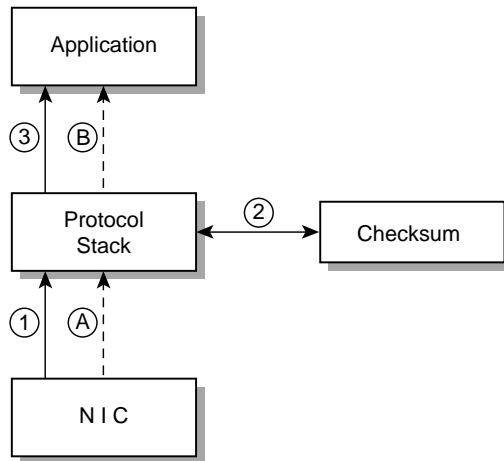 Application
3
B
Protocol
Stack
2
Checksum
1
A
N I C